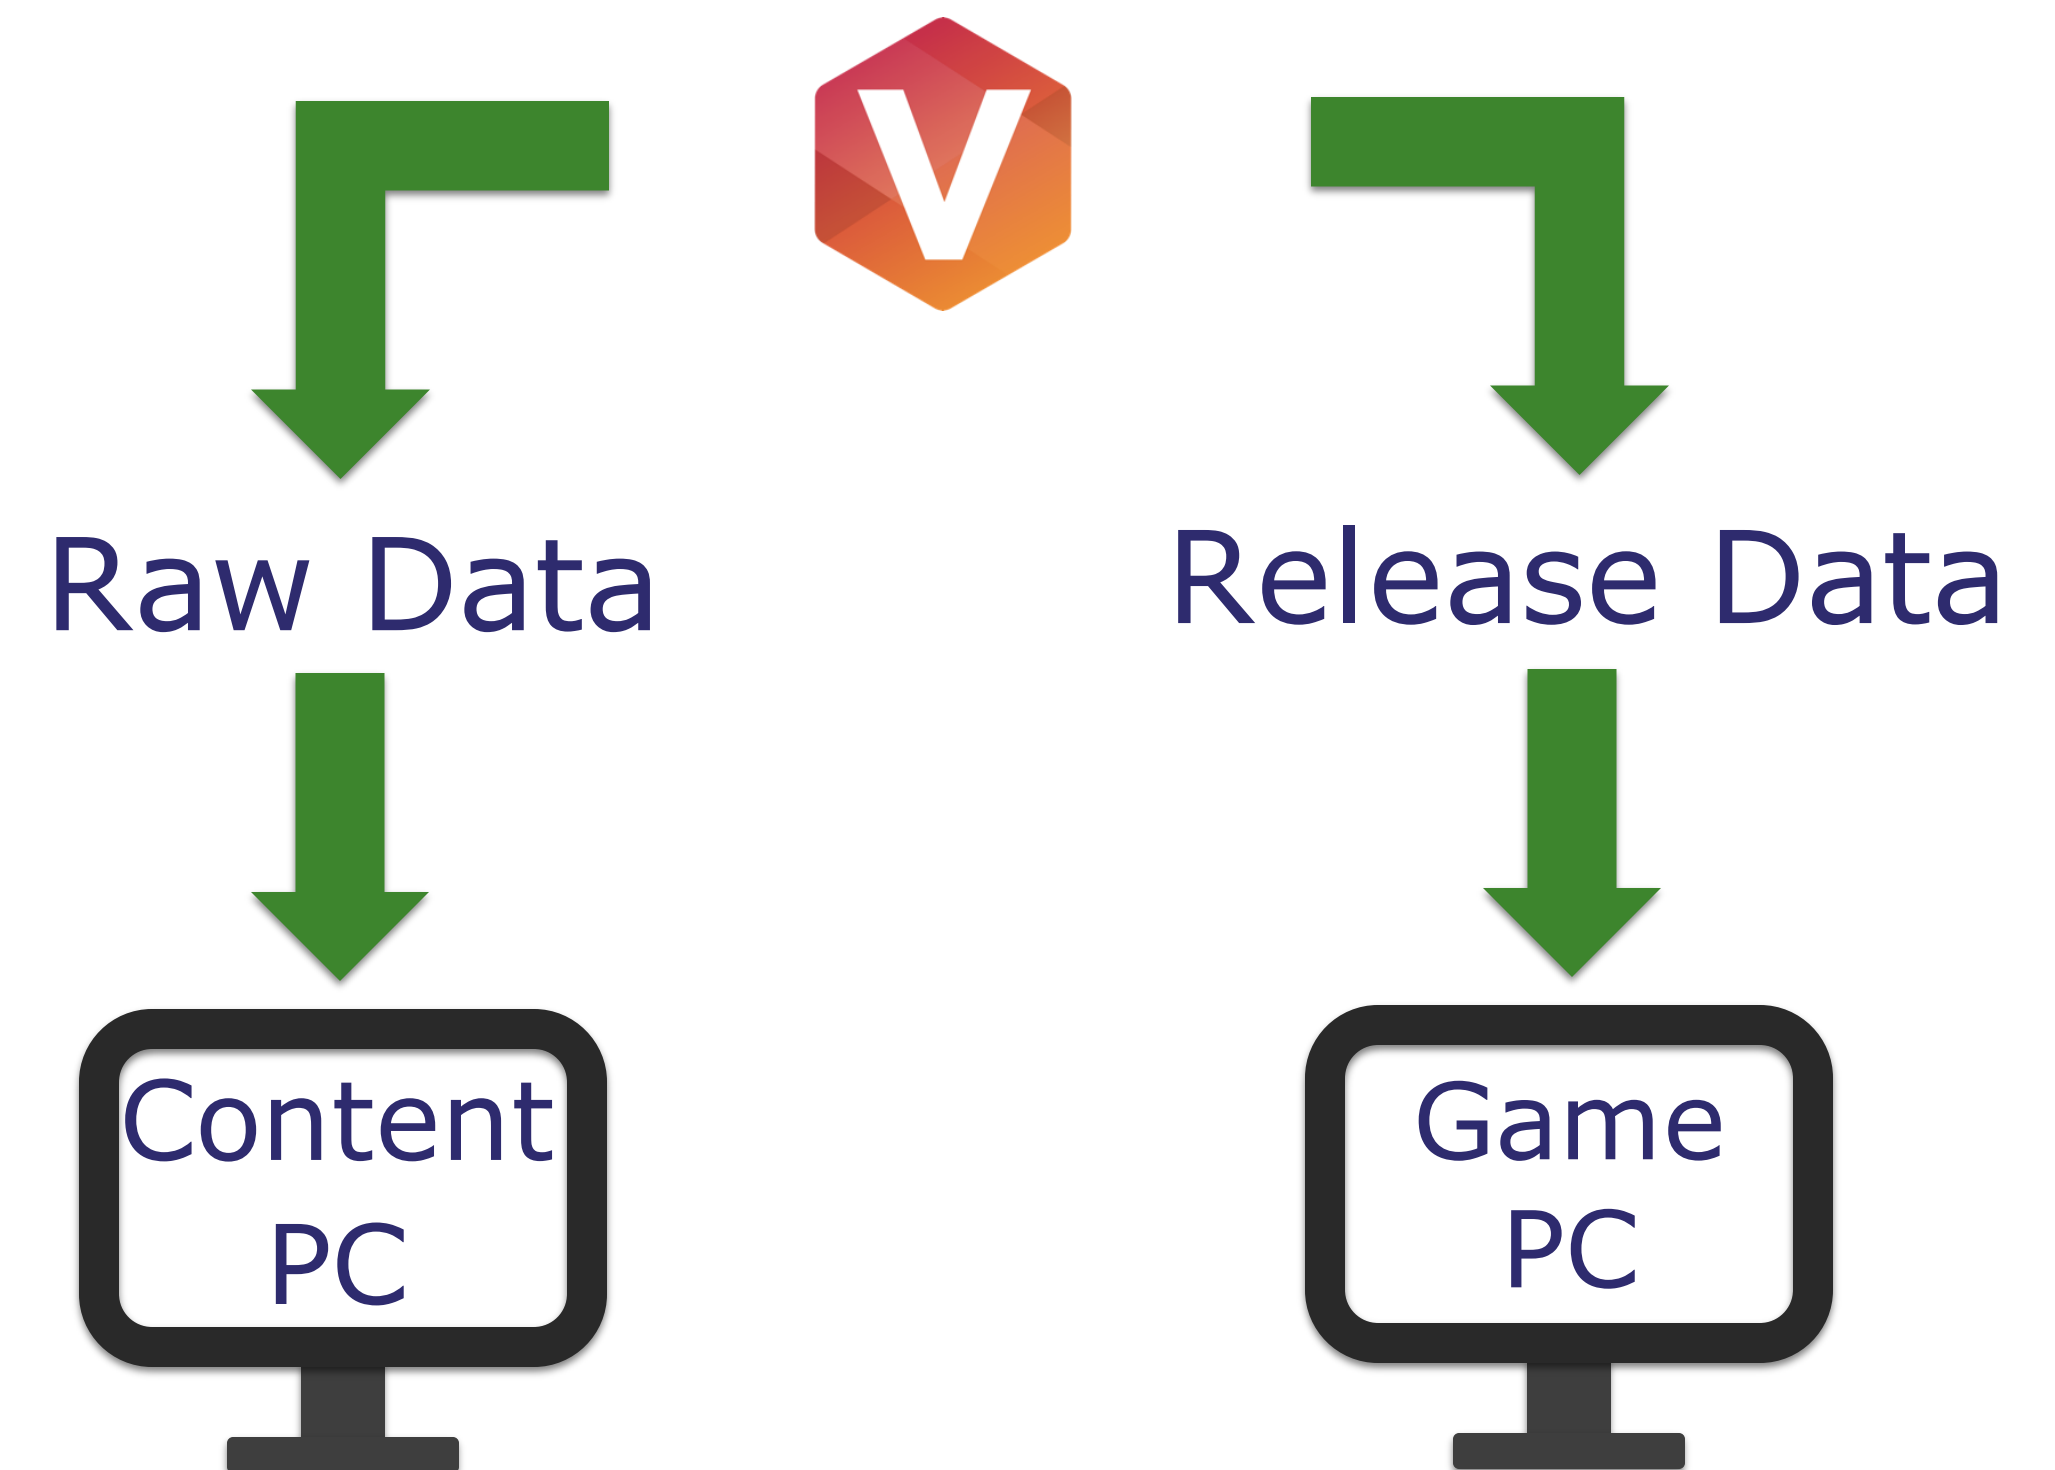 V
Raw Data
Release Data
Content
PC
Game
PC